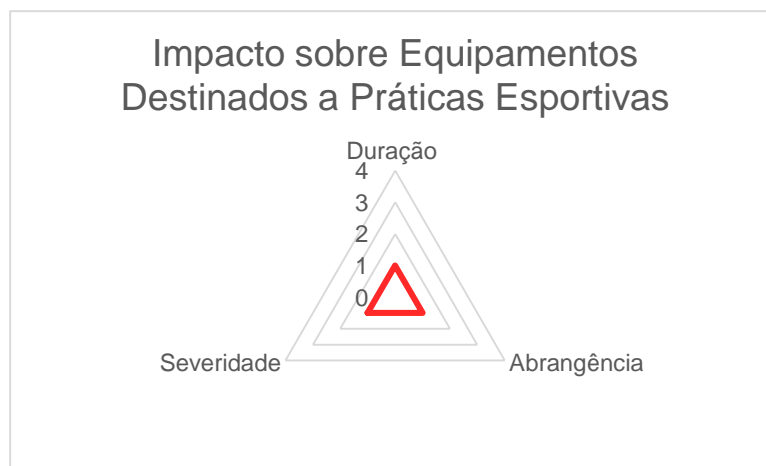 Impacto sobre Equipamentos
Destinados a Práticas Esportivas
Duração
4
3
2
1
0
Severidade
Abrangência